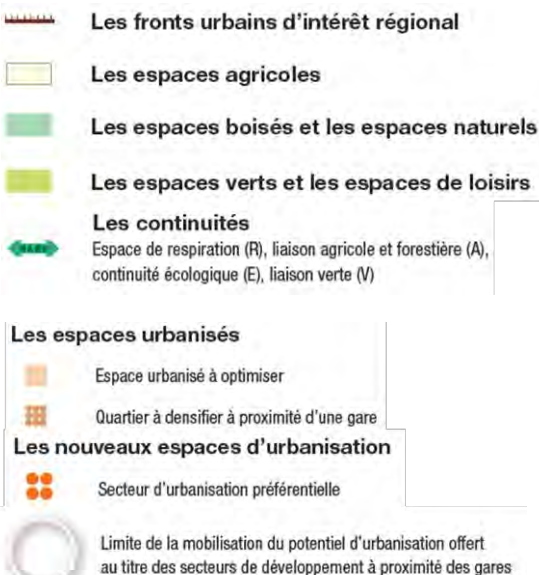 Les fronts urbains d'intérêt régional
Les espaces agricoles
Les espaces boisés et les espaces naturels
Les espaces verts et les espaces de loisirs
Les continuités
Espace de respiration (R), liaison agricole et forestière (A),
continuité écologique (E), liaison verte (V)
Les espaces urbanisés
Espace urbanisé à optimiser
Quartier à densifier à proximité d'une gare
Les nouveaux espaces d'urbanisation
Secteur d'urbanisation préférentielle
Limite de la mobilisation du potentiel d'urbanisation offert
au titre des secteurs de développement à proximité des gares